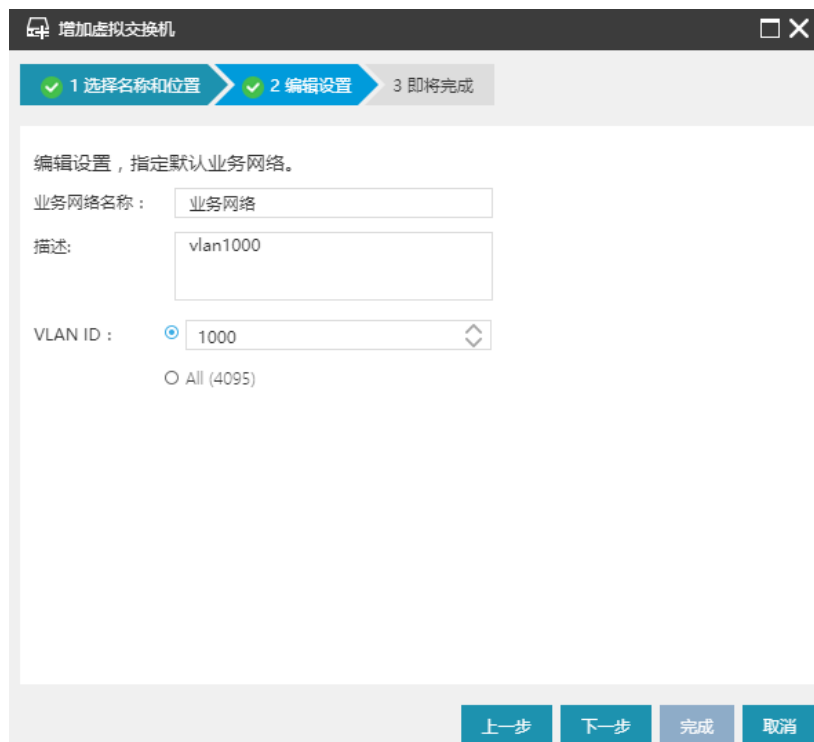 增加虚拟交换机
1 选择名称和位置 2 编辑设置 3 即将完成
编辑设置，指定默认业务网络。
业务网络名称： 业务网络
描述: vlan1000
VLAN ID： 1000
All (4095)
上一步 下一步 完成 取消